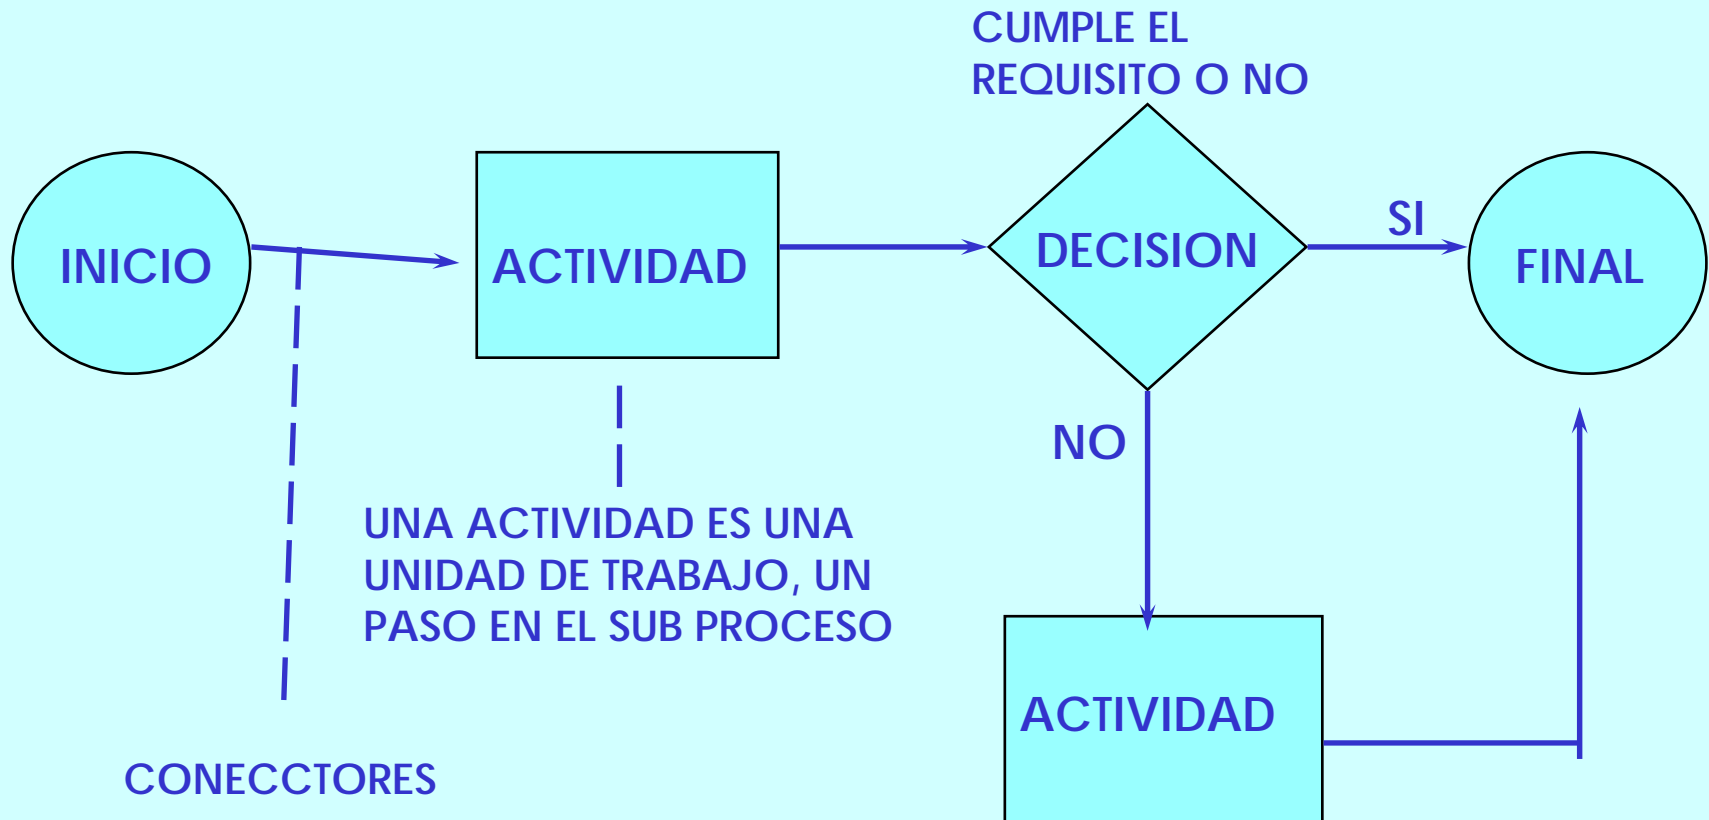 CUMPLE EL
REQUISITO O NO
INICIO
ACTIVIDAD
DECISION
SI
FINAL
NO
UNA ACTIVIDAD ES UNA
UNIDAD DE TRABAJO, UN
PASO EN EL SUB PROCESO
ACTIVIDAD
CONECCTORES